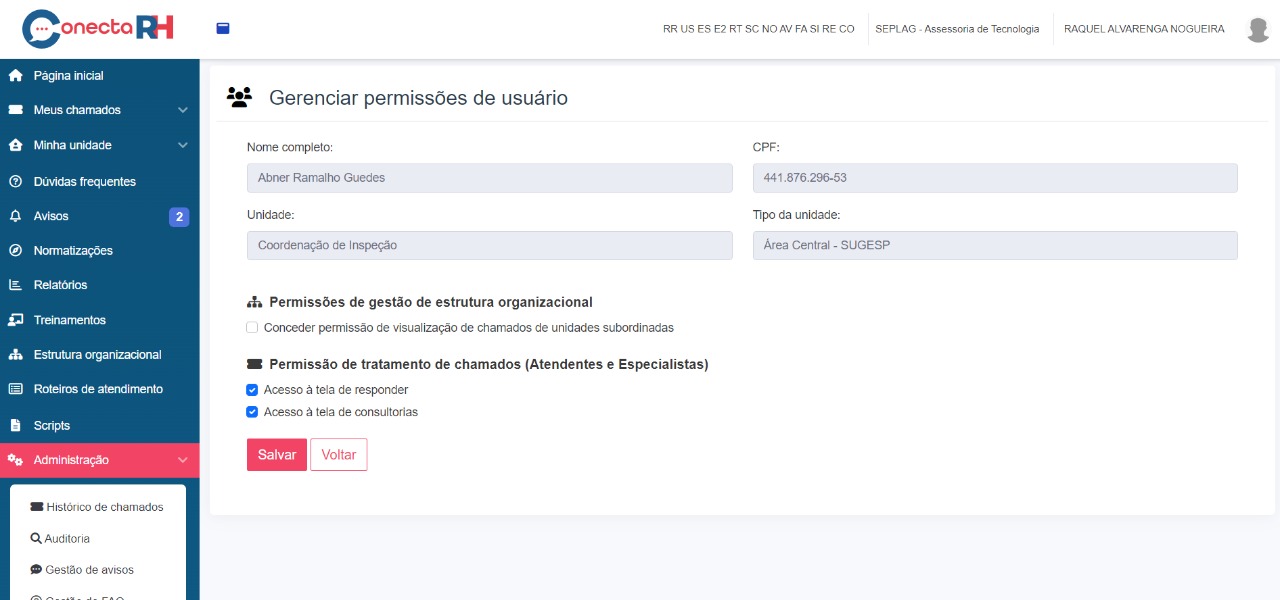 Conecta RH
RR US ES E2 RT SC NO AV FA SI RE CO
SEPLAG - Assessoria de Tecnologia
RAQUEL ALVARENGA NOGUEIRA
Página inicial
Meus chamados
Minha unidade
Dúvidas frequentes
Avisos
2
Normatizações
Relatórios
Treinamentos
Estrutura organizacional
Roteiros de atendimento
Scripts
Administração
Histórico de chamados
Auditoria
Gestão de avisos
Gestão de FAQ
Gerenciar permissões de usuário
Nome completo:
CPF:
Abner Ramalho Guedes
441.876.296-53
Unidade:
Tipo da unidade:
Coordenação de Inspeção
Área Central - SUGESP
Permissões de gestão de estrutura organizacional
Conceder permissão de visualização de chamados de unidades subordinadas
Permissão de tratamento de chamados (Atendentes e Especialistas)
Acesso à tela de responder
Acesso à tela de consultorias
Salvar
Voltar